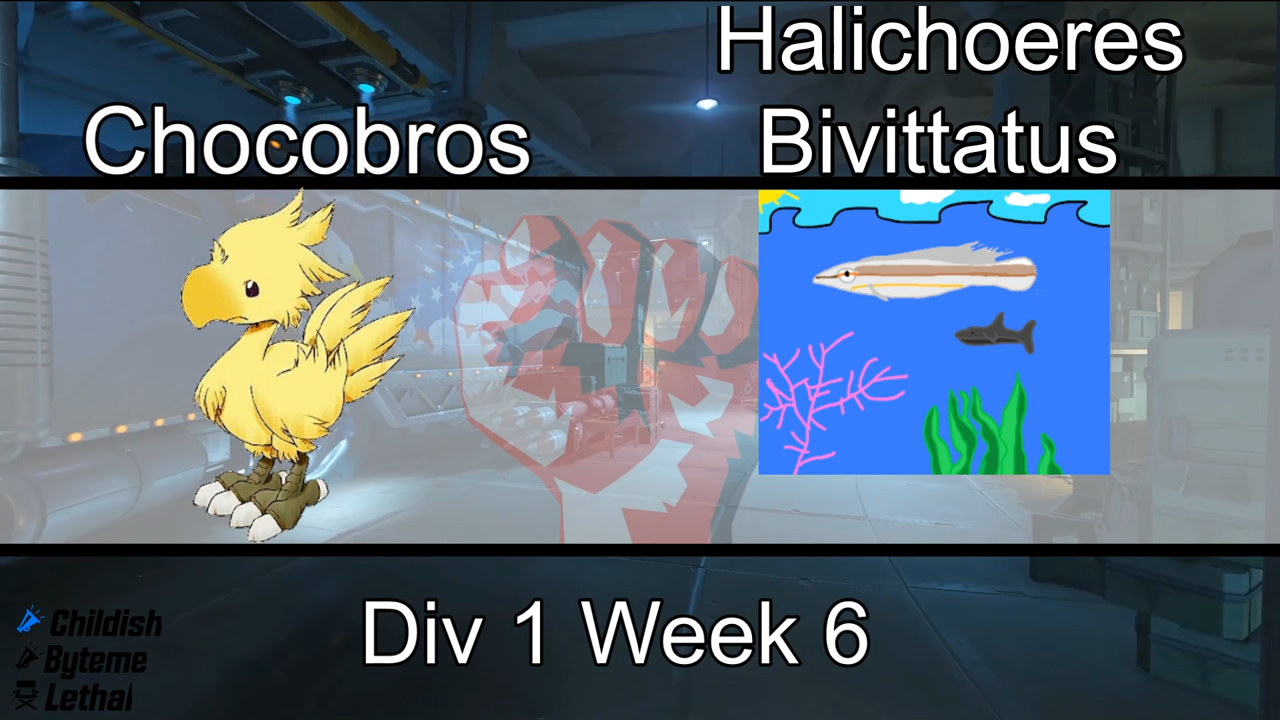 Halichoeres
Bivittatus
Chocobros
Div 1 Week 6
Childish
Byteme
Lethal